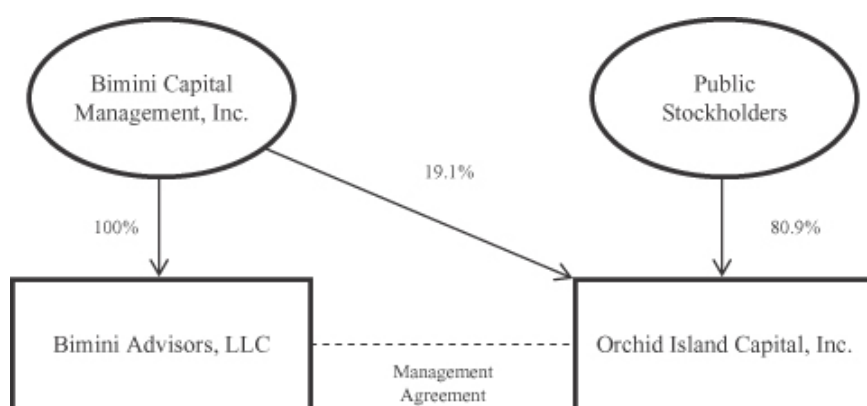 Bimini Capital
Management, Inc.
Public
Stockholders
19.1%
100%
80.9%
Bimini Advisors, LLC
Orchid Island Capital, Inc.
Management
Agreement